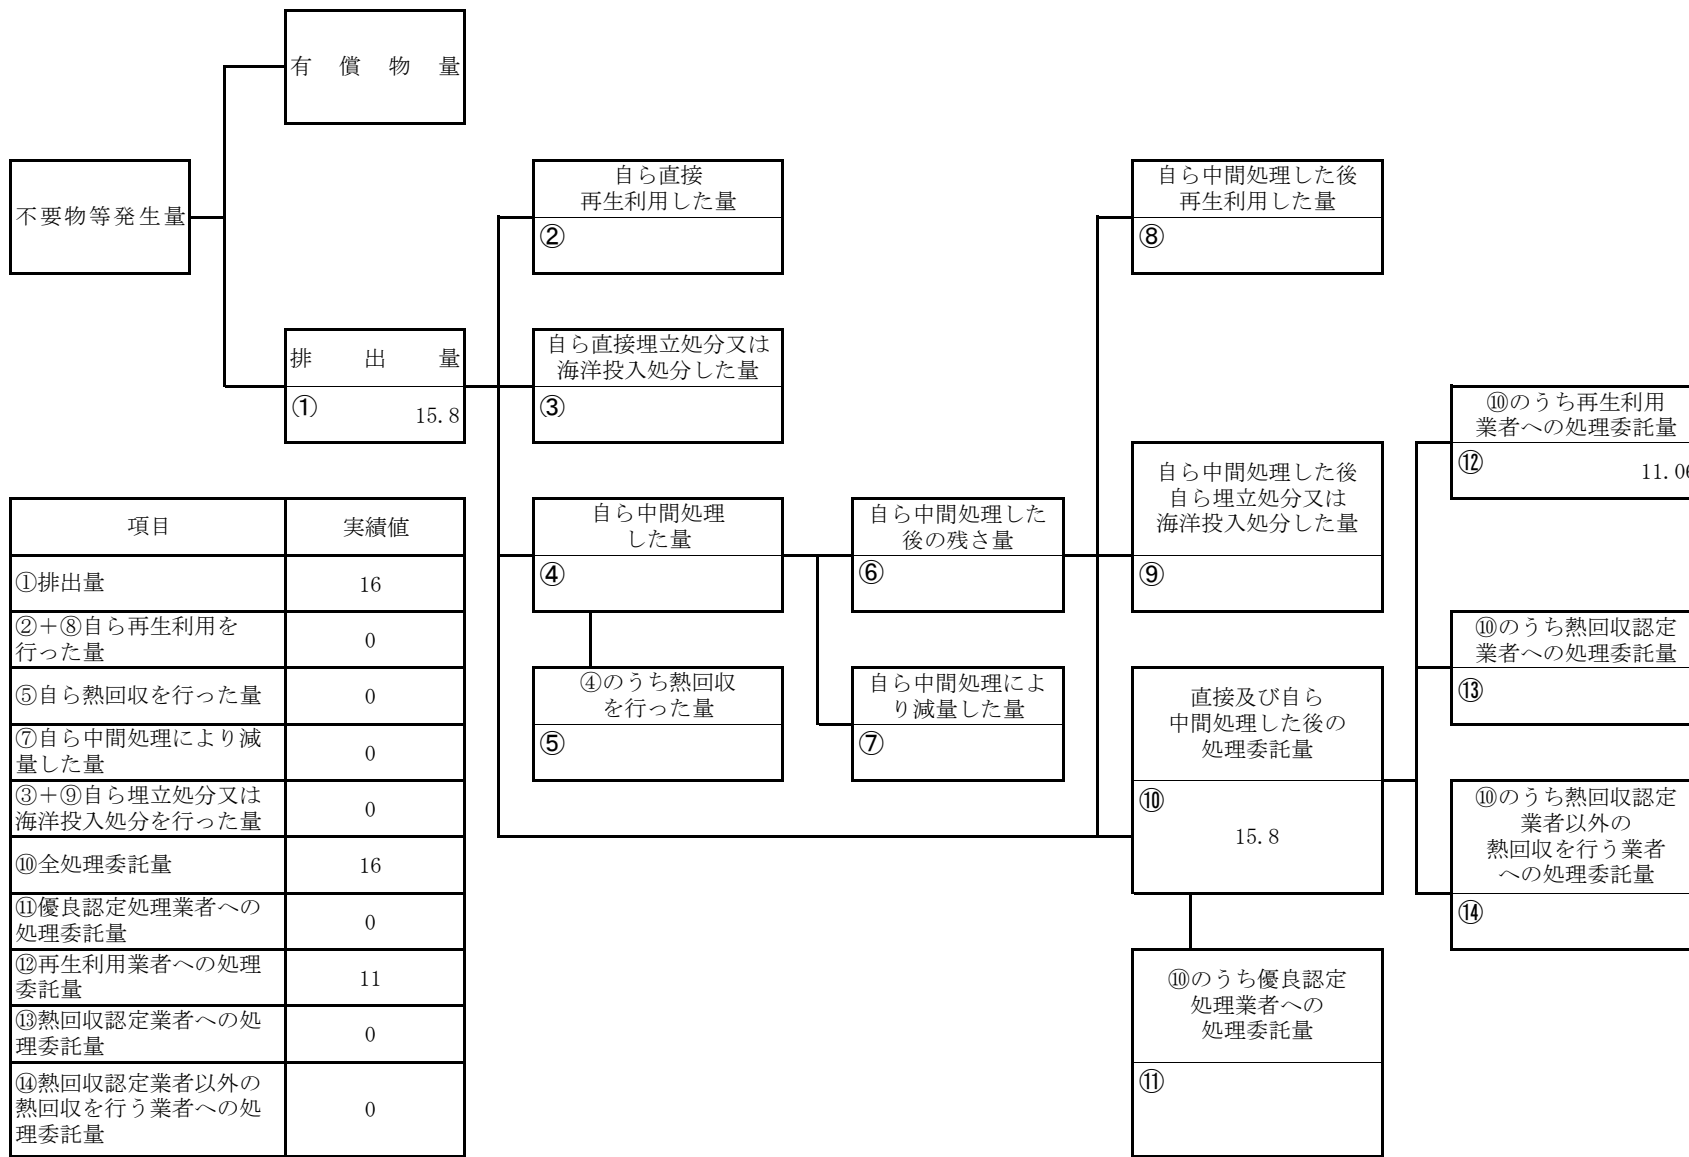 有償物量
不要物等発生量
自ら直接
再生利用した量
②
自ら中間処理した後
再生利用した量
⑧
排出量
①
15.8
自ら直接埋立処分又は
海洋投入処分した量
③
⑩のうち再生利用
業者への処理委託量
⑫
11.06
自ら中間処理した後
自ら埋立処分又は
海洋投入処分した量
⑨
自ら中間処理
した量
④
自ら中間処理した
後の残さ量
⑥
④のうち熱回収
を行った量
⑤
自ら中間処理によ
り減量した量
⑦
直接及び自ら
中間処理した後の
処理委託量
⑩
15.8
⑩のうち熱回収認定
業者への処理委託量
⑬
⑩のうち熱回収認定
業者以外の
熱回収を行う業者
への処理委託量
⑭
⑩のうち優良認定
処理業者への
処理委託量
⑪
項目 実績値
①排出量 16
②+⑧自ら再生利用を
行った量 0
⑤自ら熱回収を行った量 0
⑦自ら中間処理により減
量した量 0
③+⑨自ら埋立処分又は
海洋投入処分を行った量 0
⑩全処理委託量 16
⑪優良認定処理業者への
処理委託量 0
⑫再生利用業者への処理
委託量 11
⑬熱回収認定業者への処
理委託量 0
⑭熱回収認定業者以外の
熱回収を行う業者への処
理委託量 0